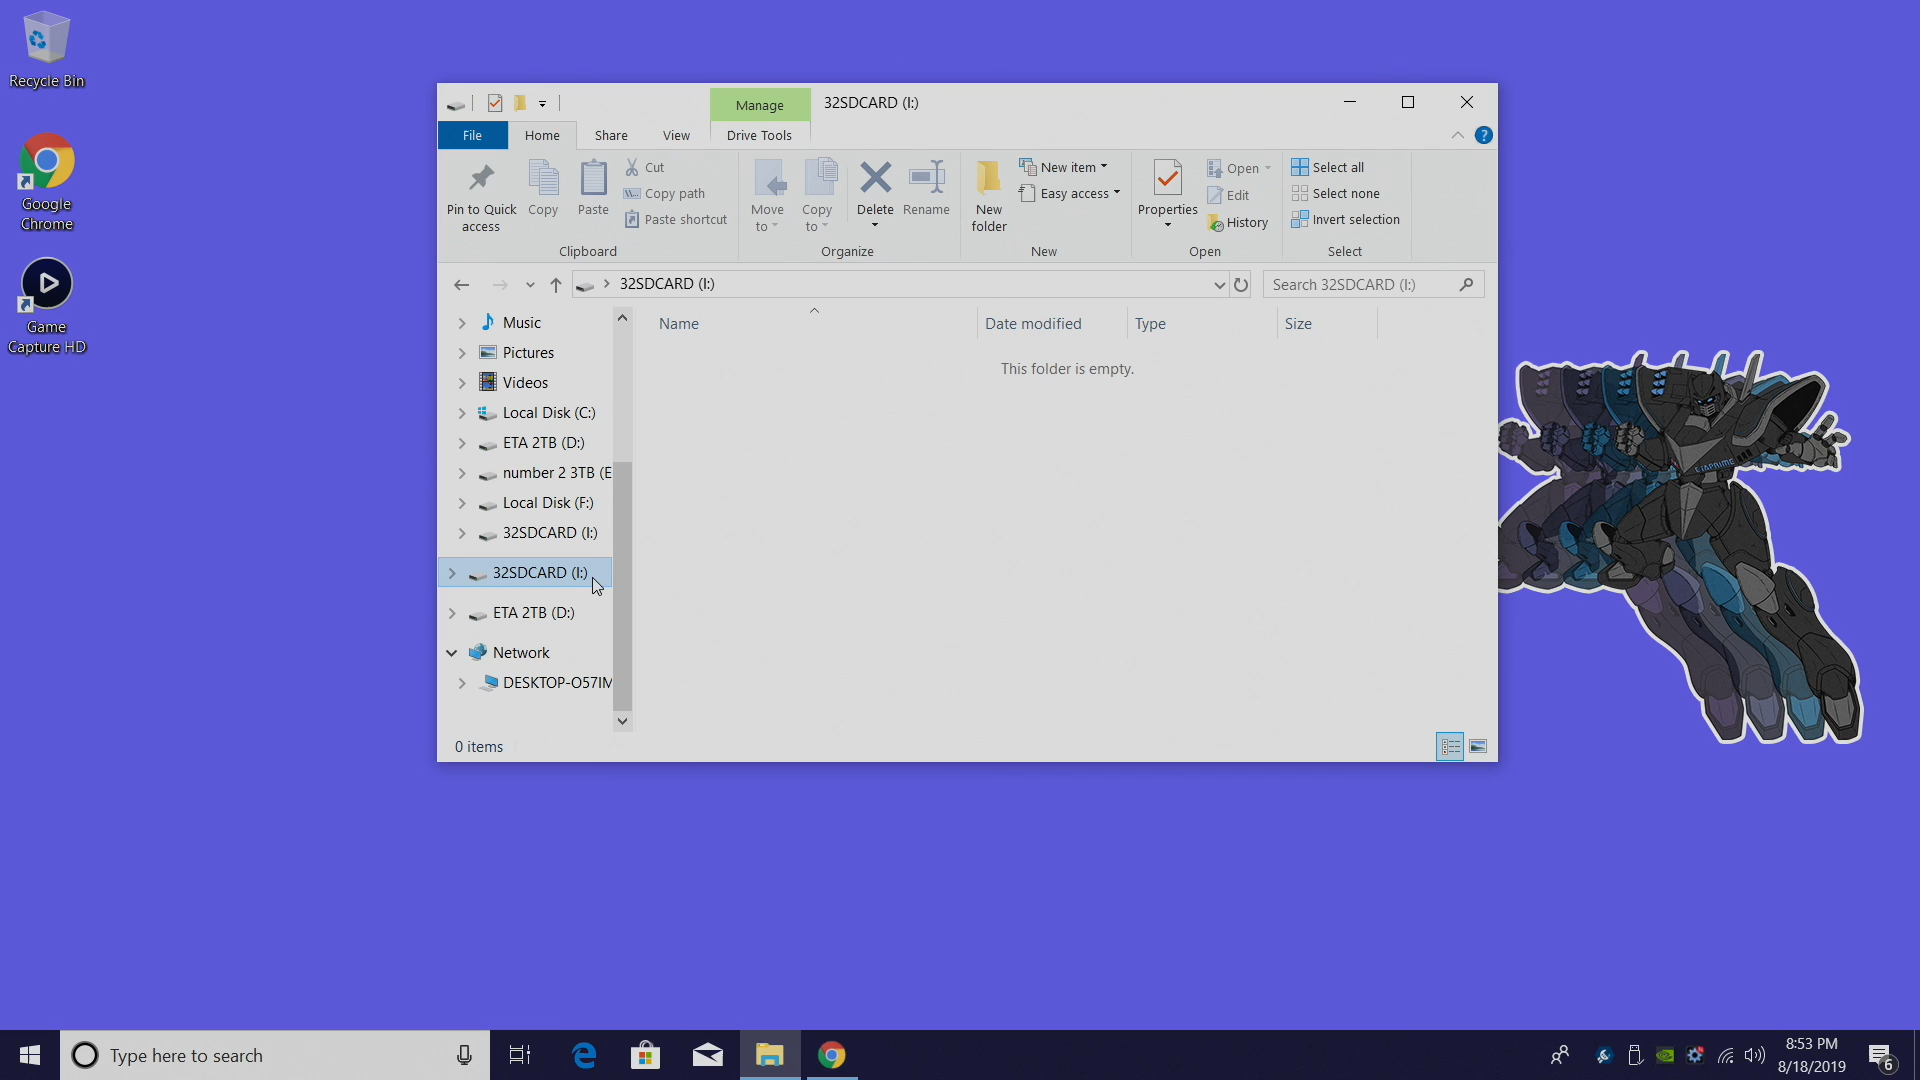 Recycle Bin
Google
Chrome
Game
Capture HD
Manage
32SDCARD (I:)
File
Home
Share
View
Drive Tools
?
Pin to Quick
access
Copy
Paste
Cut
Copy path
Paste shortcut
Clipboard
Move
to
Copy
to
Delete
Rename
Organize
New
folder
New item
Easy access
New
Properties
Open
Edit
History
Open
Select all
Select none
Invert selection
Select
32SDCARD (I:)
Search 32SDCARD (I:)
Music
Pictures
Videos
Local Disk (C:)
ETA 2TB (D:)
number 2 3TB (E
Local Disk (F:)
32SDCARD (I:)
32SDCARD (I:)
ETA 2TB (D:)
Network
DESKTOP-O57IM
Name
Date modified
Type
Size
This folder is empty.
0 items
ETAPRIME
Type here to search
8:53 PM
8/18/2019
6